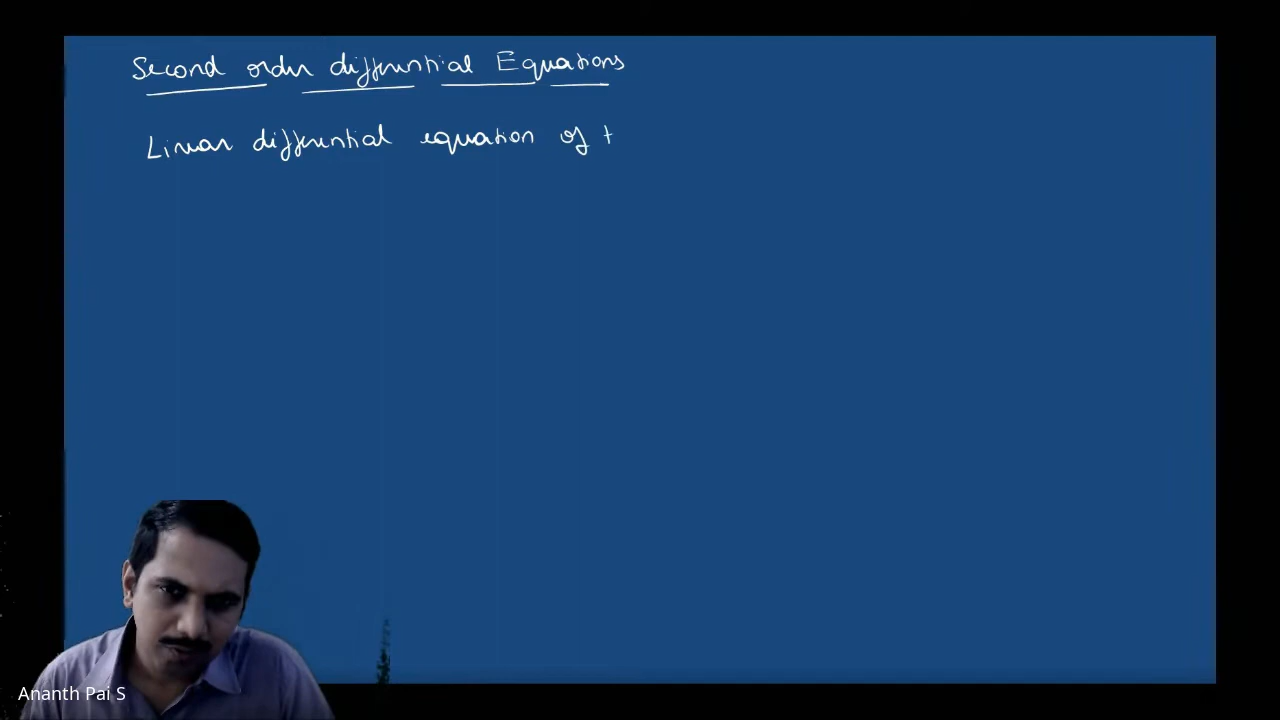 Second order differential Equations
Linear differential equation of t
Ananth Pai S